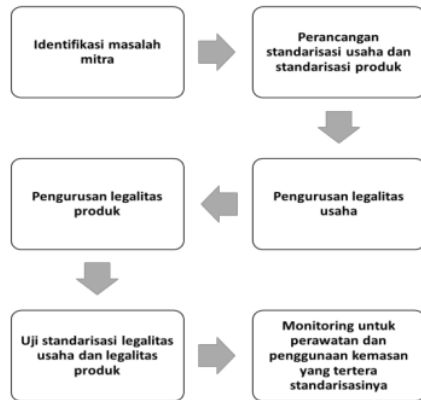 Identifikasi masalah
mitra
Perancangan
standarisasi usaha dan
standarisasi produk
Pengurusan legalitas
usaha
Pengurusan legalitas
produk
Uji standarisasi legalitas
usaha dan legalitas
produk
Monitoring untuk
perawatan dan
penggunaan kemasan
yang tertera
standarisasinya